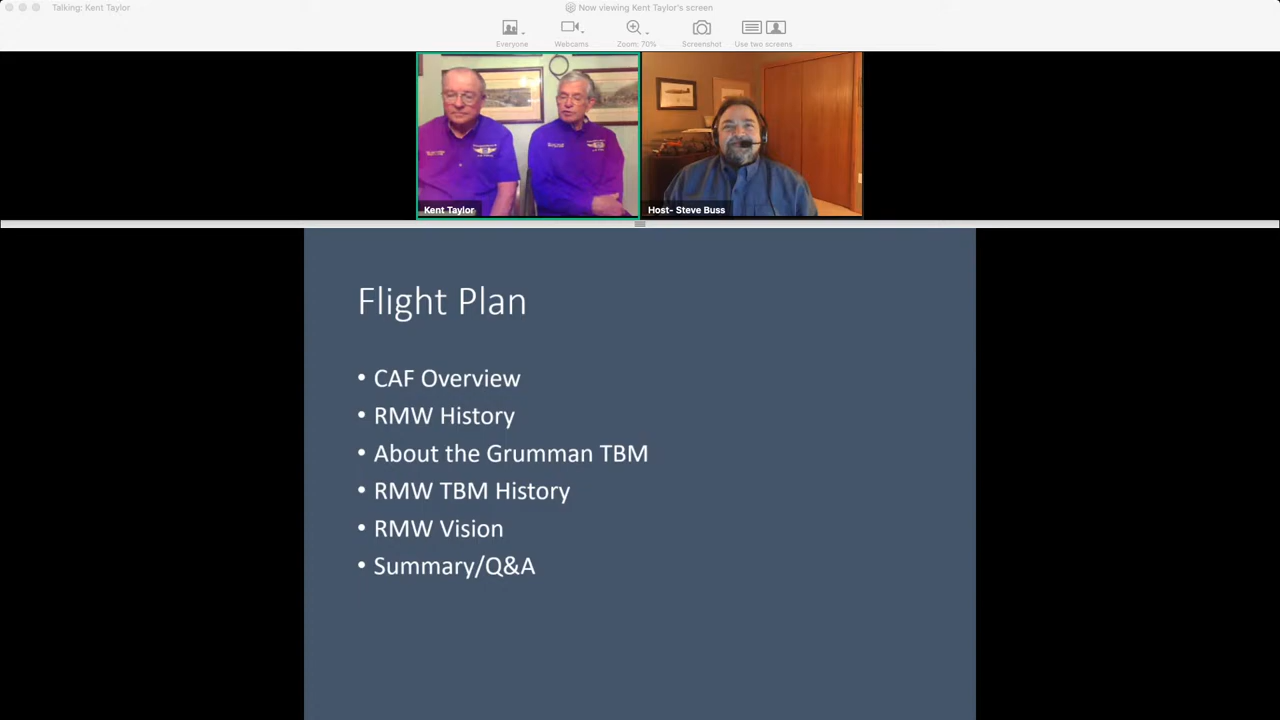 Talking: Kent Taylor
Now viewing Kent Taylor's screen
Everyone
Webcams
Zoom: 70%
Screenshot
Use two screens
Kent Taylor
Host- Steve Buss
Flight Plan
• CAF Overview
• RMW History
• About the Grumman TBM
• RMW TBM History
• RMW Vision
• Summary/Q&A